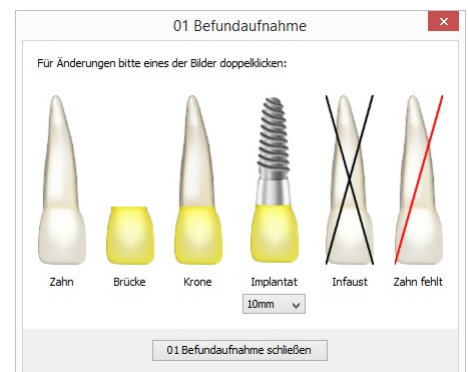 01 Befundaufnahme
Für Änderungen bitte eines der Bilder doppelklicken:
Zahn Brücke Krone Implantat Infaust Zahn fehlt
10mm
01 Befundaufnahme schließen